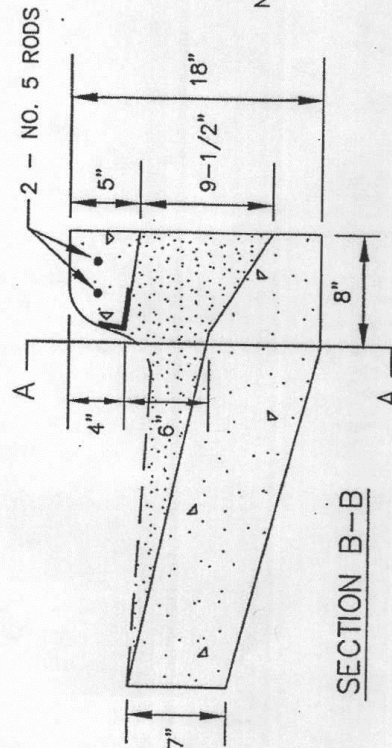 N
2 - NO. 5 RODS
18"
5"
9-1/2"
8"
A
4"
6"
A
7"
SECTION B-B